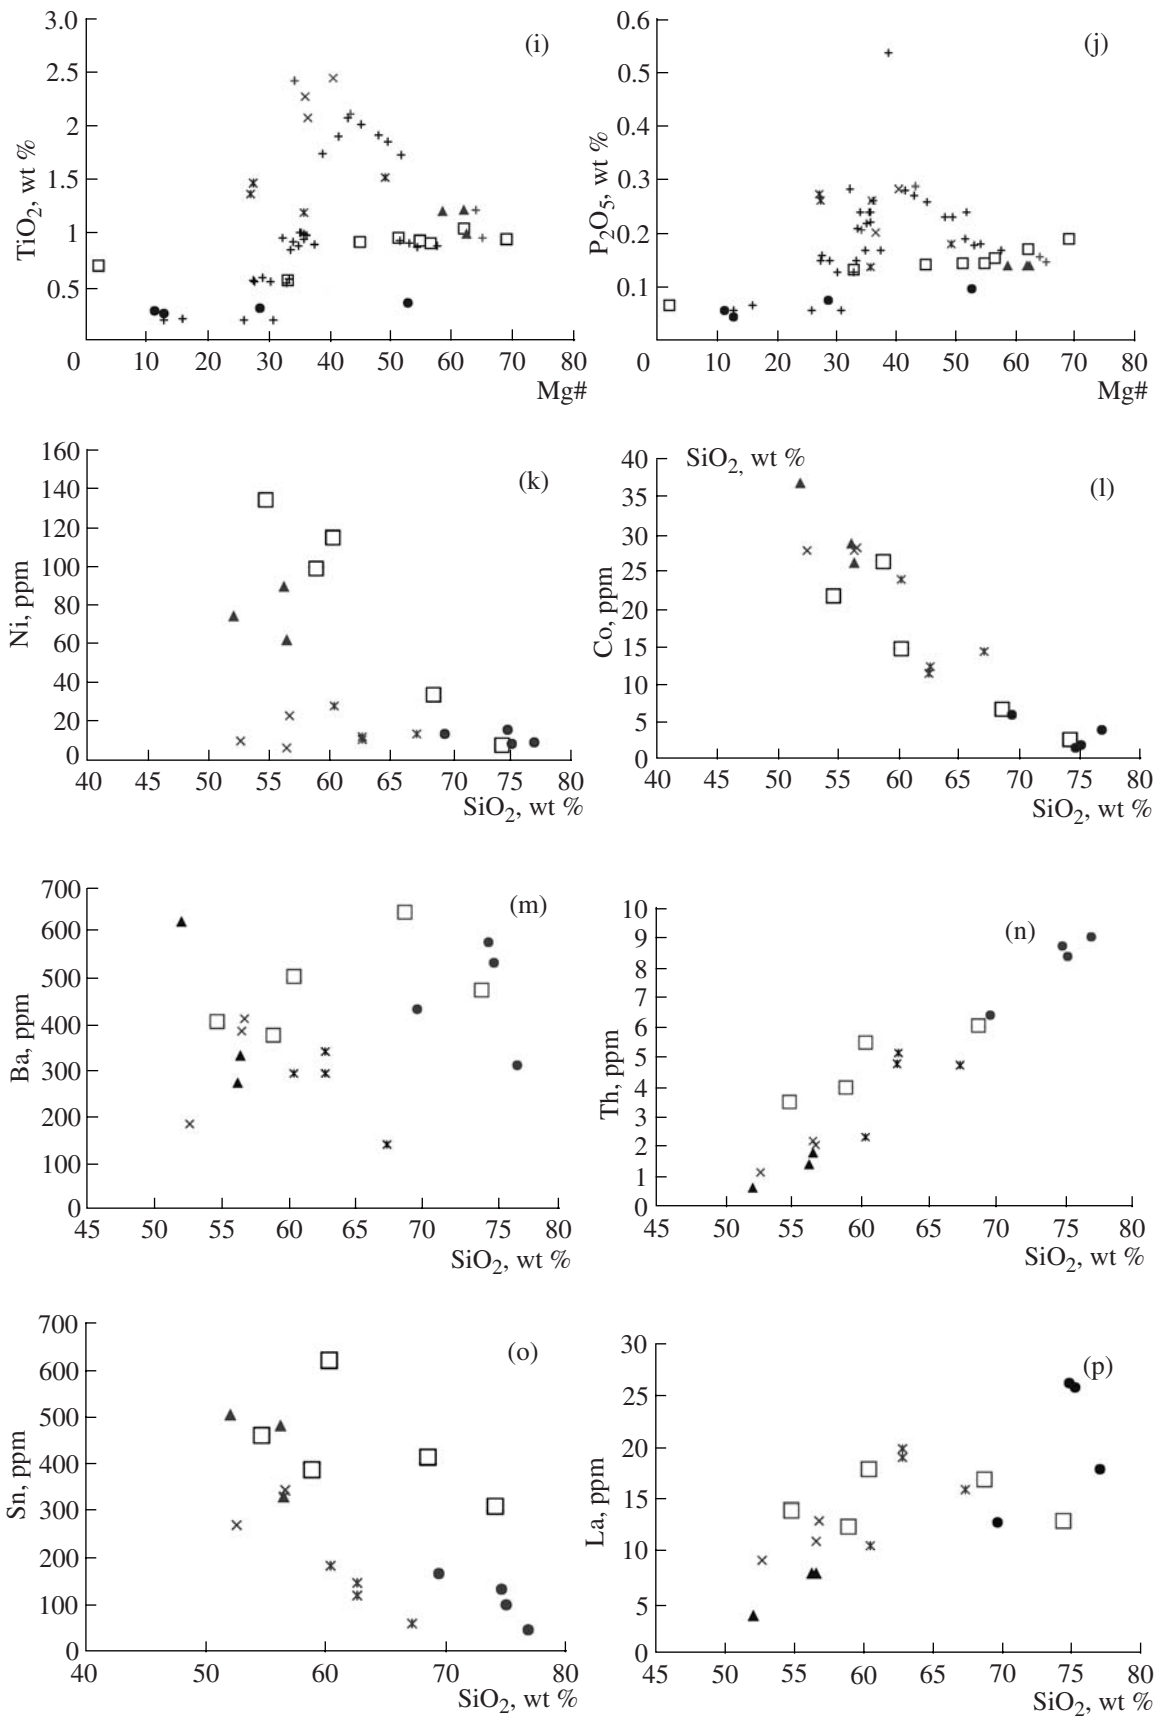 3.0
2.5
2
1.5
1
0.5
TiO2, wt %
(i)
10 20 30 40 50 60 70 80
Mg#
0.6
0.5
0.4
0.3
0.2
0.1
P2O5, wt %
(j)
0 10 20 30 40 50 60 70 80
Mg#
160
140
120
100
80
60
40
20
0
Ni, ppm
(k)
40 50 55 60 65 70 75 80
SiO2, wt %
40
35
30
25
20
15
10
5
0
Co, ppm
SiO2, wt %
(l)
40 50 55 60 65 70 75 80
SiO2, wt %
700
600
500
400
300
200
100
0
Ba, ppm
(m)
45 50 55 60 65 70 75 80
SiO2, wt %
10
9
8
7
6
5
4
3
2
1
0
Th, ppm
(n)
45 50 55 60 65 70 75 80
SiO2, wt %
700
600
500
400
300
200
100
0
Sn, ppm
(o)
40 50 60 70 80
SiO2, wt %
30
25
20
15
10
5
0
La, ppm
(p)
45 50 55 60 65 70 75 80
SiO2, wt %